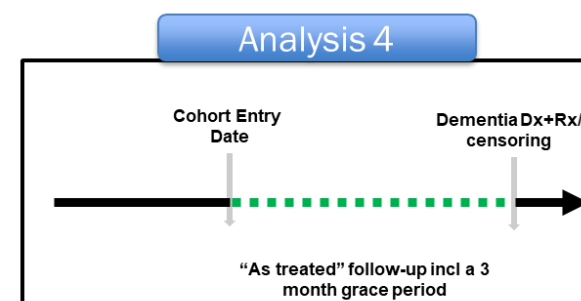 Analysis 4
Cohort Entry
Date
Dementia Dx+Rx/
censoring
“As treated” follow-up incl a 3
month grace period